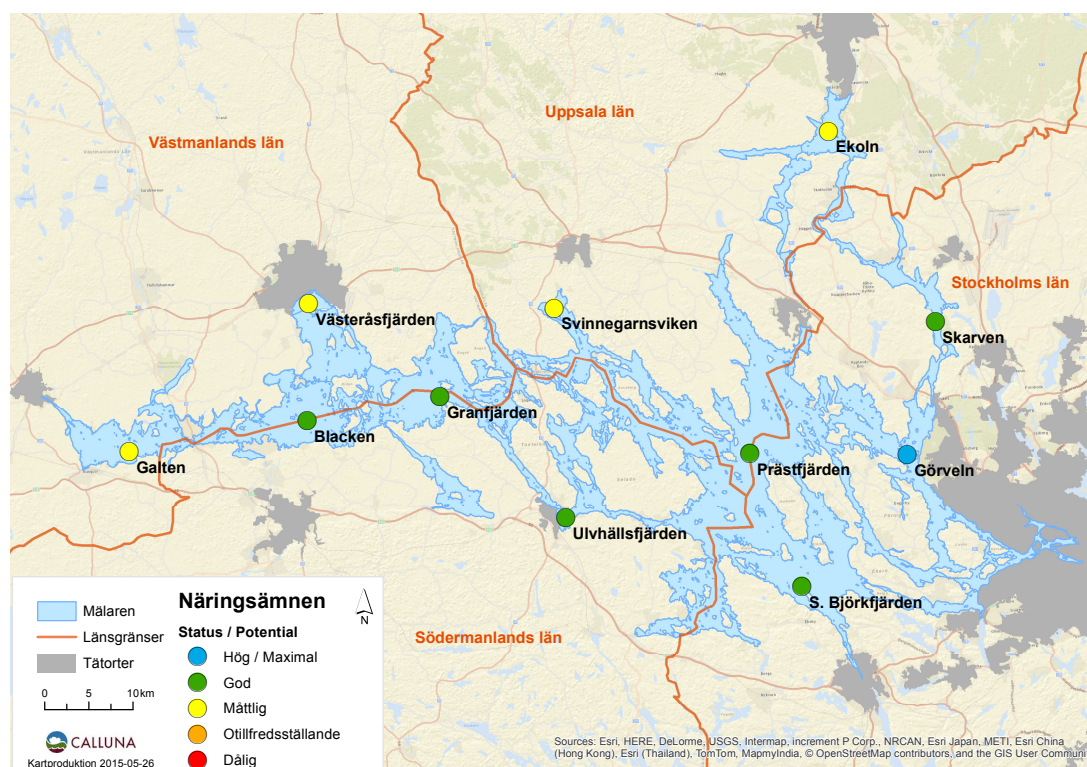 Uppsala län
Västmanlands län
Ekoln
Stockholms län
Västeråsfjärden
Svinnegarnsviken
Skarven
Granfjärden
Blacken
Galten
Prästfjärden
Görveln
Ulvhällsfjärden
S. Björkfjärden
Södermanlands län
Näringsämnen
N
Mälaren
Länsgränser
Tätorter
0 5 10 km
Status / Potential
Hög / Maximal
God
Måttlig
Otillfredsställande
Dålig
CALLUNA
Kartproduktion 2015-05-26
Sources: Esri, HERE, DeLorme, USGS, Intermap, increment P Corp., NRCAN, Esri Japan, METI, Esri China
(Hong Kong), Esri (Thailand), TomTom, MapmyIndia, © OpenStreetMap contributors, and the GIS User Communi